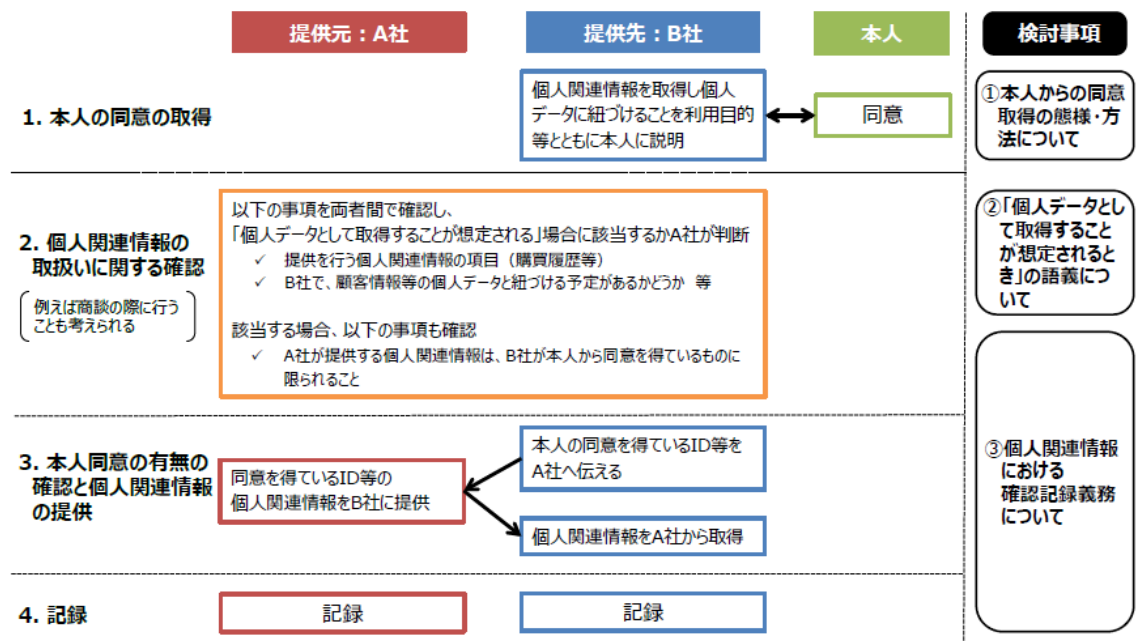 提供元：A社
提供先：B社
本人
検討事項
1. 本人の同意の取得
個人関連情報を取得し個人
データに紐づけることを利用目的
等とともに本人に説明
同意
①本人からの同意
取得の態様・方
法について
2. 個人関連情報の
取扱いに関する確認
例えば商談の際に行う
ことも考えられる
以下の事項を両者間で確認し、
「個人データとして取得することが想定される」場合に該当するかA社が判断
✓ 提供を行う個人関連情報の項目（購買履歴等）
✓ B社で、顧客情報等の個人データと紐づける予定があるかどうか 等
該当する場合、以下の事項も確認
✓ A社が提供する個人関連情報は、B社が本人から同意を得ているものに
限られること
②「個人データとし
て取得すること
が想定されると
き」の語義につ
いて
3. 本人同意の有無の
確認と個人関連情報
の提供
同意を得ているID等の
個人関連情報をB社に提供
本人の同意を得ているID等を
A社へ伝える
個人関連情報をA社から取得
③個人関連情報
における
確認記録義務
について
4. 記録
記録
記録